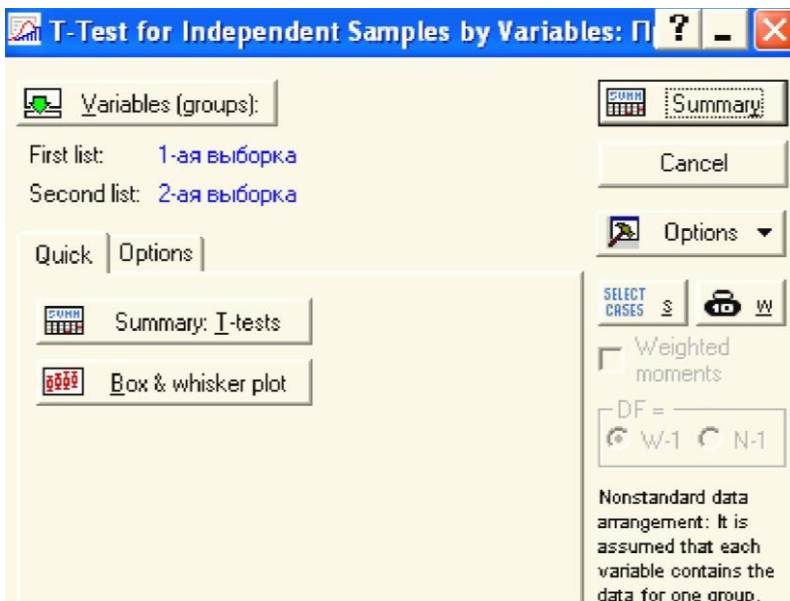 T-Test for Independent Samples by Variables: П
Variables (groups):
First list: 1-ая выборка
Second list: 2-ая выборка
Quick
Options
Summary: T-tests
Box & whisker plot
Summary
Cancel
Options
SELECT CASES S
W
Weighted moments
DF =
W-1 N-1
Nonstandard data
arrangement: It is
assumed that each
variable contains the
data for one group.